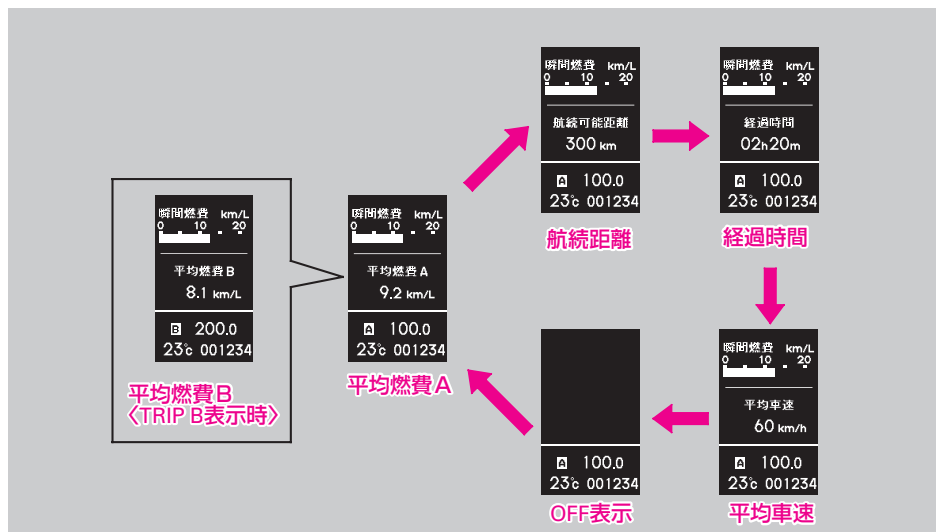 瞬間燃費 km/L
0 10 20
平均燃費 B
8.1 km/L
B 200.0
23℃ 001234
平均燃費B
〈TRIP B表示時〉
瞬間燃費 km/L
0 10 20
平均燃費 A
9.2 km/L
A 100.0
23℃ 001234
平均燃費A
瞬間燃費 km/L
0 10 20
航続可能距離
300 km
A 100.0
23℃ 001234
航続距離
瞬間燃費 km/L
0 10 20
経過時間
02h20m
A 100.0
23℃ 001234
経過時間
瞬間燃費 km/L
0 10 20
平均車速
60 km/h
A 100.0
23℃ 001234
平均車速
A 100.0
23℃ 001234
OFF表示